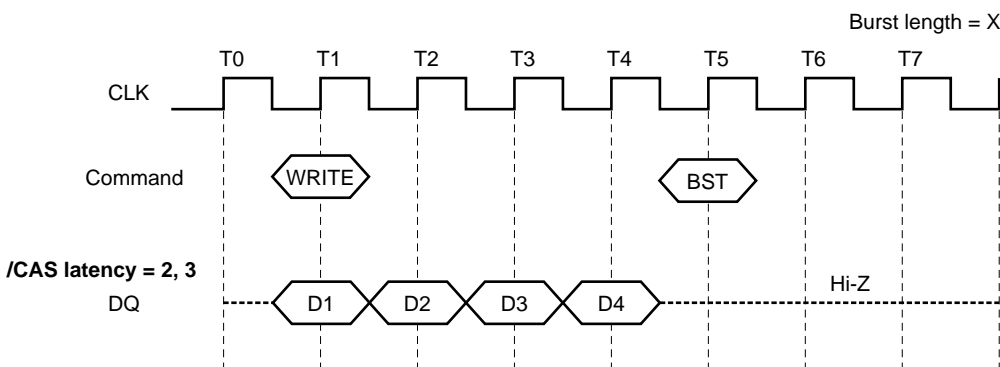 Burst length = X
T0 T1 T2 T3 T4 T5 T6 T7
CLK
Command WRITE BST
/CAS latency = 2, 3
Hi-Z
DQ D1 D2 D3 D4